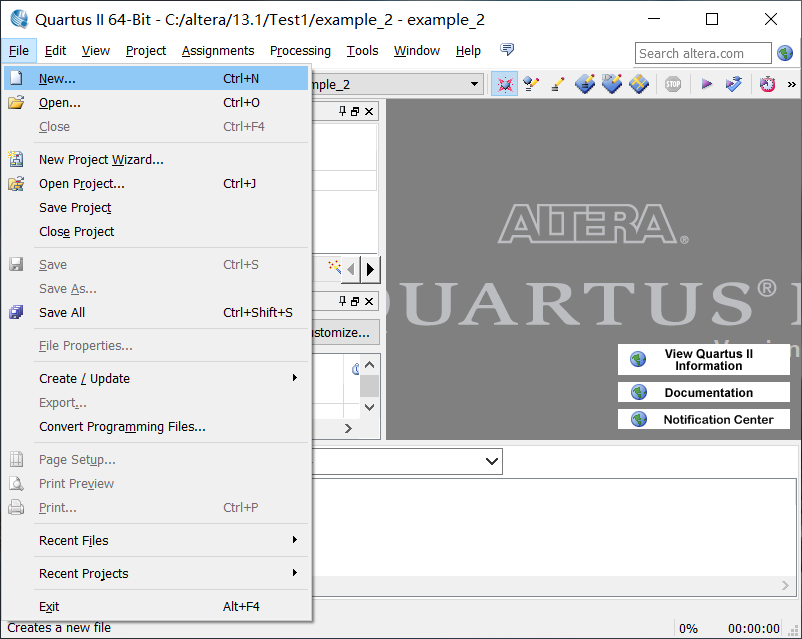 Quartus II 64-Bit - C:/altera/13.1/Test1/example_2 - example_2
File Edit View Project Assignments Processing Tools Window Help
Search altera.com
New... Ctrl+N
Open... Ctrl+O
Close Ctrl+F4
New Project Wizard...
Open Project... Ctrl+J
Save Project
Close Project
Save Ctrl+S
Save As...
Save All Ctrl+Shift+S
File Properties...
Create / Update
Export...
Convert Programming Files...
Page Setup...
Print Preview
Print... Ctrl+P
Recent Files
Recent Projects
Exit Alt+F4
mple_2
STOP
»
ustomize...
ALTERA®
QUARTUS® I
View Quartus II
Information
Documentation
Notification Center
Creates a new file
0% 00:00:00